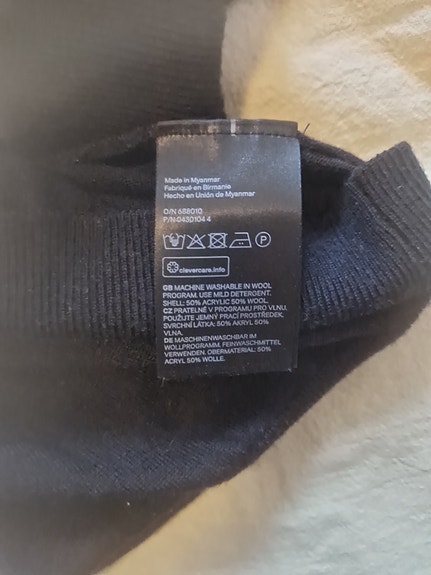 Made in Myanmar
Fabriqué en Birmanie
Hecho en Unión de Myanmar
O/N 688010
P/N:0430104 4
P
clevercare.info
GB MACHINE WASHABLE IN WOOL
PROGRAM. USE MILD DETERGENT.
SHELL: 50% ACRYLIC 50% WOOL.
CZ PRATELNÉ V PROGRAMU PRO VLNU,
POUŽIJTE JEMNÝ PRACÍ PROSTŘEDEK,
SVRCHNÍ LÁTKA: 50% AKRYL 50%
VLNA.
DE MASCHINENWASCHBAR IM
WOLLPROGRAMM. FEINWASCHMITTEL
VERWENDEN. OBERMATERIAL: 50%
ACRYL 50% WOLLE.